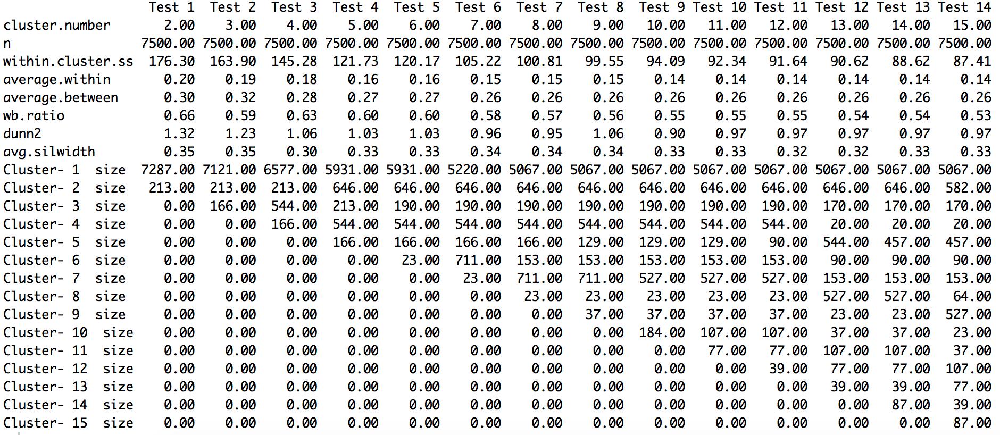 Test 1 Test 2 Test 3 Test 4 Test 5 Test 6 Test 7 Test 8 Test 9 Test 10 Test 11 Test 12 Test 13 Test 14
cluster.number 2.00 3.00 4.00 5.00 6.00 7.00 8.00 9.00 10.00 11.00 12.00 13.00 14.00 15.00
n 7500.00 7500.00 7500.00 7500.00 7500.00 7500.00 7500.00 7500.00 7500.00 7500.00 7500.00 7500.00 7500.00 7500.00
within.cluster.ss 176.30 163.90 145.28 121.73 120.17 105.22 100.81 99.55 94.09 92.34 91.64 90.62 88.62 87.41
average.within 0.20 0.19 0.18 0.16 0.16 0.15 0.15 0.15 0.14 0.14 0.14 0.14 0.14 0.14
average.between 0.30 0.32 0.28 0.27 0.27 0.26 0.26 0.26 0.26 0.26 0.26 0.26 0.26 0.26
wb.ratio 0.66 0.59 0.63 0.60 0.60 0.58 0.57 0.56 0.55 0.55 0.55 0.54 0.54 0.53
dunn2 1.32 1.23 1.06 1.03 1.03 0.96 0.95 1.06 0.90 0.97 0.97 0.97 0.97 0.97
avg.silwidth 0.35 0.35 0.30 0.33 0.33 0.34 0.34 0.34 0.33 0.33 0.32 0.32 0.33 0.33
Cluster- 1 size 7287.00 7121.00 6577.00 5931.00 5931.00 5220.00 5067.00 5067.00 5067.00 5067.00 5067.00 5067.00 5067.00 5067.00
Cluster- 2 size 213.00 213.00 213.00 646.00 646.00 646.00 646.00 646.00 646.00 646.00 646.00 646.00 646.00 582.00
Cluster- 3 size 0.00 166.00 544.00 213.00 190.00 190.00 190.00 190.00 190.00 190.00 190.00 170.00 170.00 170.00
Cluster- 4 size 0.00 0.00 166.00 544.00 544.00 544.00 544.00 544.00 544.00 544.00 544.00 20.00 20.00 20.00
Cluster- 5 size 0.00 0.00 0.00 166.00 166.00 166.00 166.00 129.00 129.00 129.00 90.00 544.00 457.00 457.00
Cluster- 6 size 0.00 0.00 0.00 0.00 23.00 711.00 153.00 153.00 153.00 153.00 153.00 90.00 90.00 90.00
Cluster- 7 size 0.00 0.00 0.00 0.00 0.00 23.00 711.00 711.00 527.00 527.00 527.00 153.00 153.00 153.00
Cluster- 8 size 0.00 0.00 0.00 0.00 0.00 0.00 23.00 23.00 23.00 23.00 23.00 527.00 527.00 64.00
Cluster- 9 size 0.00 0.00 0.00 0.00 0.00 0.00 0.00 37.00 37.00 37.00 37.00 23.00 23.00 527.00
Cluster- 10 size 0.00 0.00 0.00 0.00 0.00 0.00 0.00 0.00 184.00 107.00 107.00 37.00 37.00 23.00
Cluster- 11 size 0.00 0.00 0.00 0.00 0.00 0.00 0.00 0.00 0.00 77.00 77.00 107.00 107.00 37.00
Cluster- 12 size 0.00 0.00 0.00 0.00 0.00 0.00 0.00 0.00 0.00 0.00 39.00 77.00 77.00 107.00
Cluster- 13 size 0.00 0.00 0.00 0.00 0.00 0.00 0.00 0.00 0.00 0.00 0.00 39.00 39.00 77.00
Cluster- 14 size 0.00 0.00 0.00 0.00 0.00 0.00 0.00 0.00 0.00 0.00 0.00 0.00 87.00 39.00
Cluster- 15 size 0.00 0.00 0.00 0.00 0.00 0.00 0.00 0.00 0.00 0.00 0.00 0.00 0.00 87.00